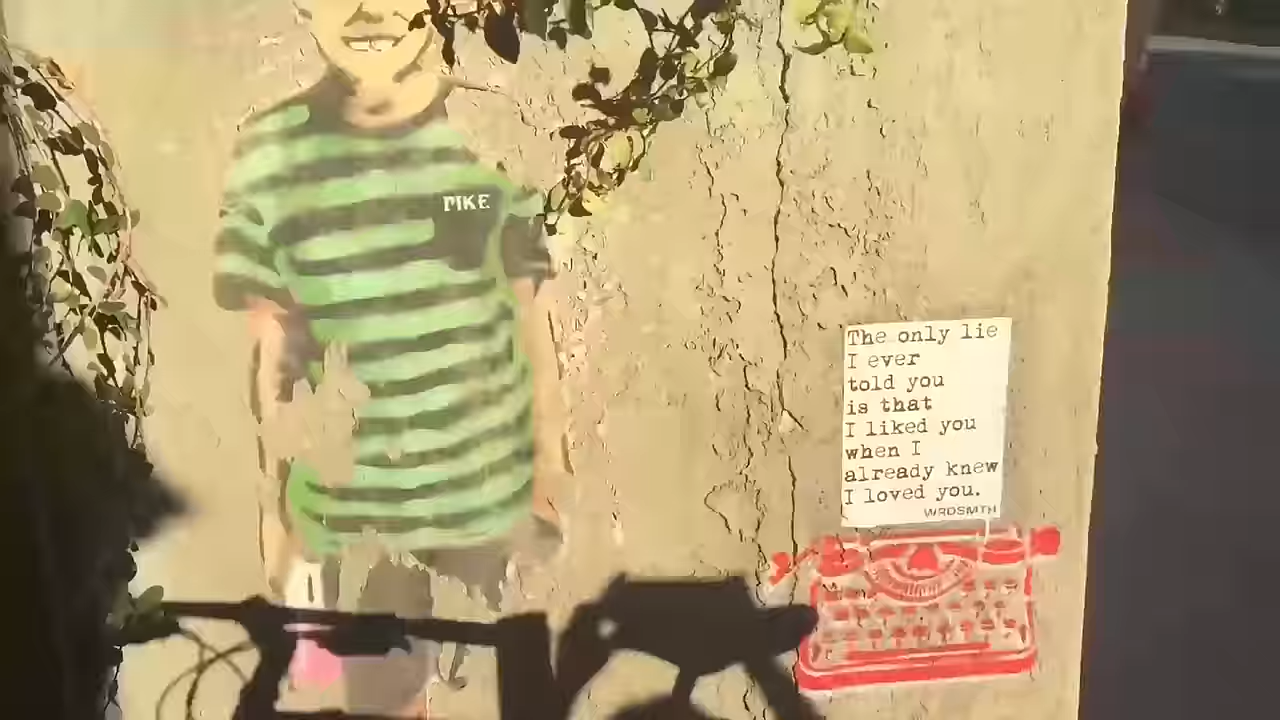 PIKE
The only lie
I ever
told you
is that
I liked you
when I
already knew
I loved you.
WRDSMTH